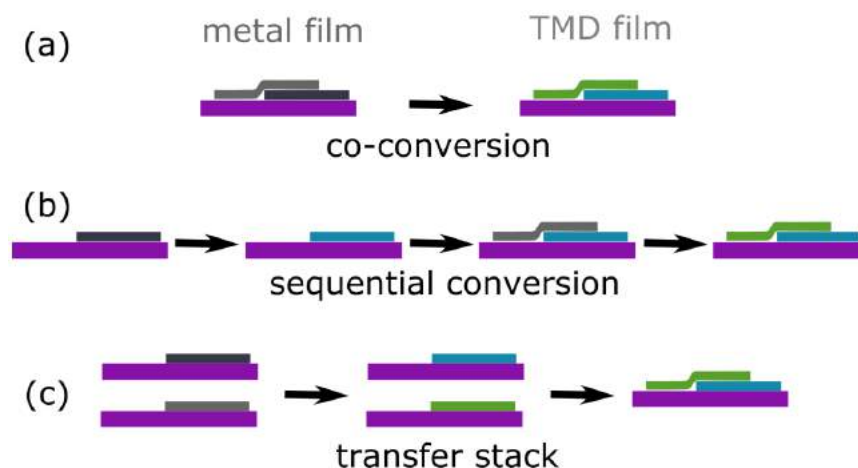 (a) metal film TMD film
co-conversion
(b)
sequential conversion
(c)
transfer stack